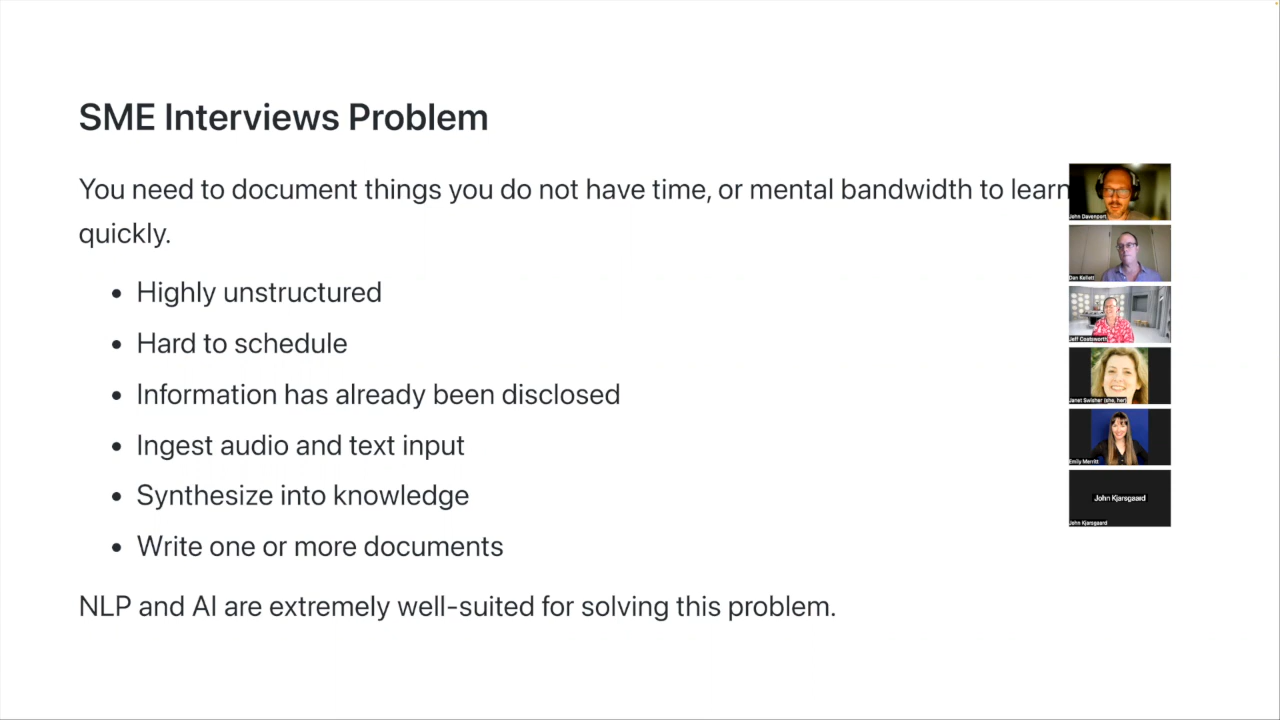 SME Interviews Problem
You need to document things you do not have time, or mental bandwidth to learn
quickly.
Highly unstructured
Hard to schedule
Information has already been disclosed
Ingest audio and text input
Synthesize into knowledge
Write one or more documents
NLP and AI are extremely well-suited for solving this problem.
John Davenport
Dan Kellett
Jeff Coatsworth
Janet Swisher (she, her)
Emily Merritt
John Kjarsgaard
John Kjarsgaard